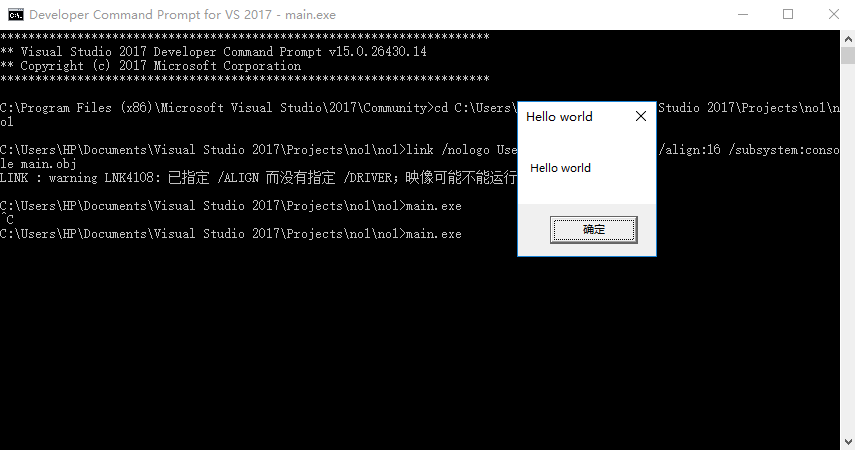 Developer Command Prompt for VS 2017 - main.exe
**********************************************************************
** Visual Studio 2017 Developer Command Prompt v15.0.26430.14
** Copyright (c) 2017 Microsoft Corporation
**********************************************************************
C:\Program Files (x86)\Microsoft Visual Studio\2017\Community>cd C:\Users\ Studio 2017\Projects\no1\n
o1
C:\Users\HP\Documents\Visual Studio 2017\Projects\no1\no1>link /nologo /align:16 /subsystem:conso
le main.obj
LINK : warning LNK4108: 已指定 /ALIGN 而没有指定 /DRIVER；映像可能不能运行
C:\Users\HP\Documents\Visual Studio 2017\Projects\no1\no1>main.exe
^C
C:\Users\HP\Documents\Visual Studio 2017\Projects\no1\no1>main.exe
Hello world
Hello world
确定